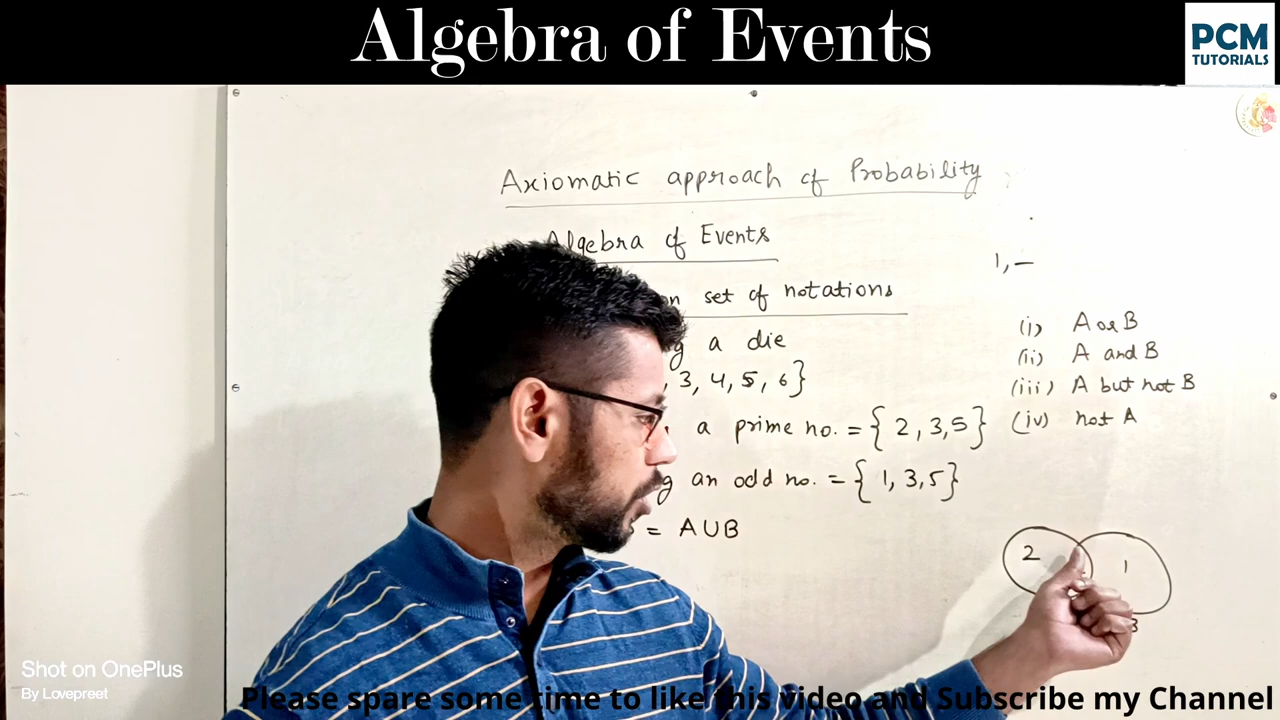 Algebra of Events
PCM
TUTORIALS
Axiomatic approach of Probability
Algebra of Events
set of notations
1, —
a die
, 3, 4, 5, 6}
(i) A or B
(ii) A and B
(iii) A but not B
(iv) not A
a prime no. = { 2, 3, 5}
an odd no. = { 1, 3, 5}
= A ∪ B
2
1
Shot on OnePlus
By Lovepreet
Please spare some time to like this video and Subscribe my Channel